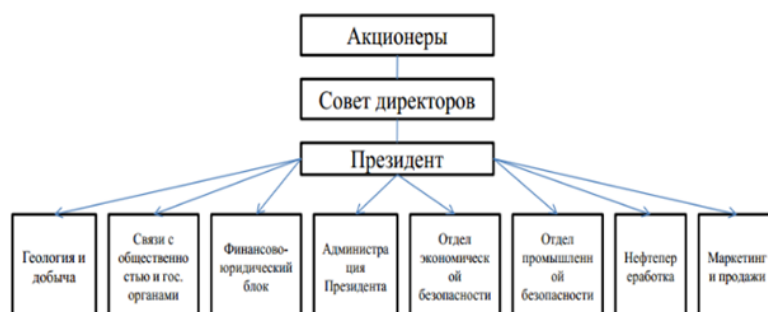 Акционеры
Совет директоров
Президент
Геология и
добыча
Связи с
общественно
стью и гос.
органами
Финансово-
юридический
блок
Администра
ция
Президента
Отдел
экономическ
ой
безопасности
Отдел
промышленн
ой
безопасности
Нефтепер
еработка
Маркетинг
и продажи